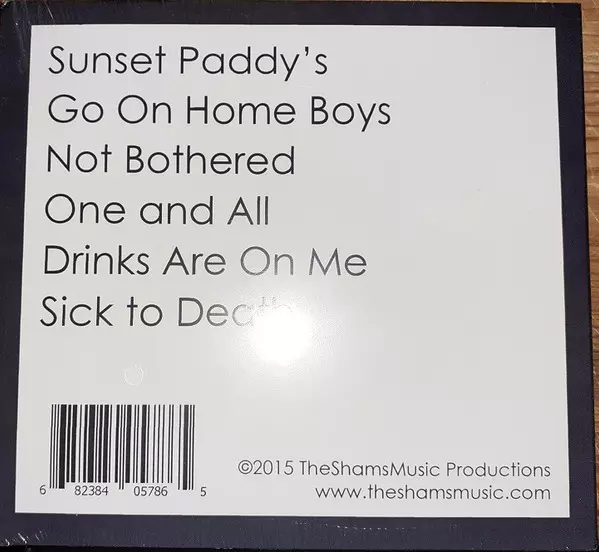 Sunset Paddy's
Go On Home Boys
Not Bothered
One and All
Drinks Are On Me
Sick to Death
6 82384 05786 5
©2015 TheShamsMusic Productions
www.theshamsmusic.com